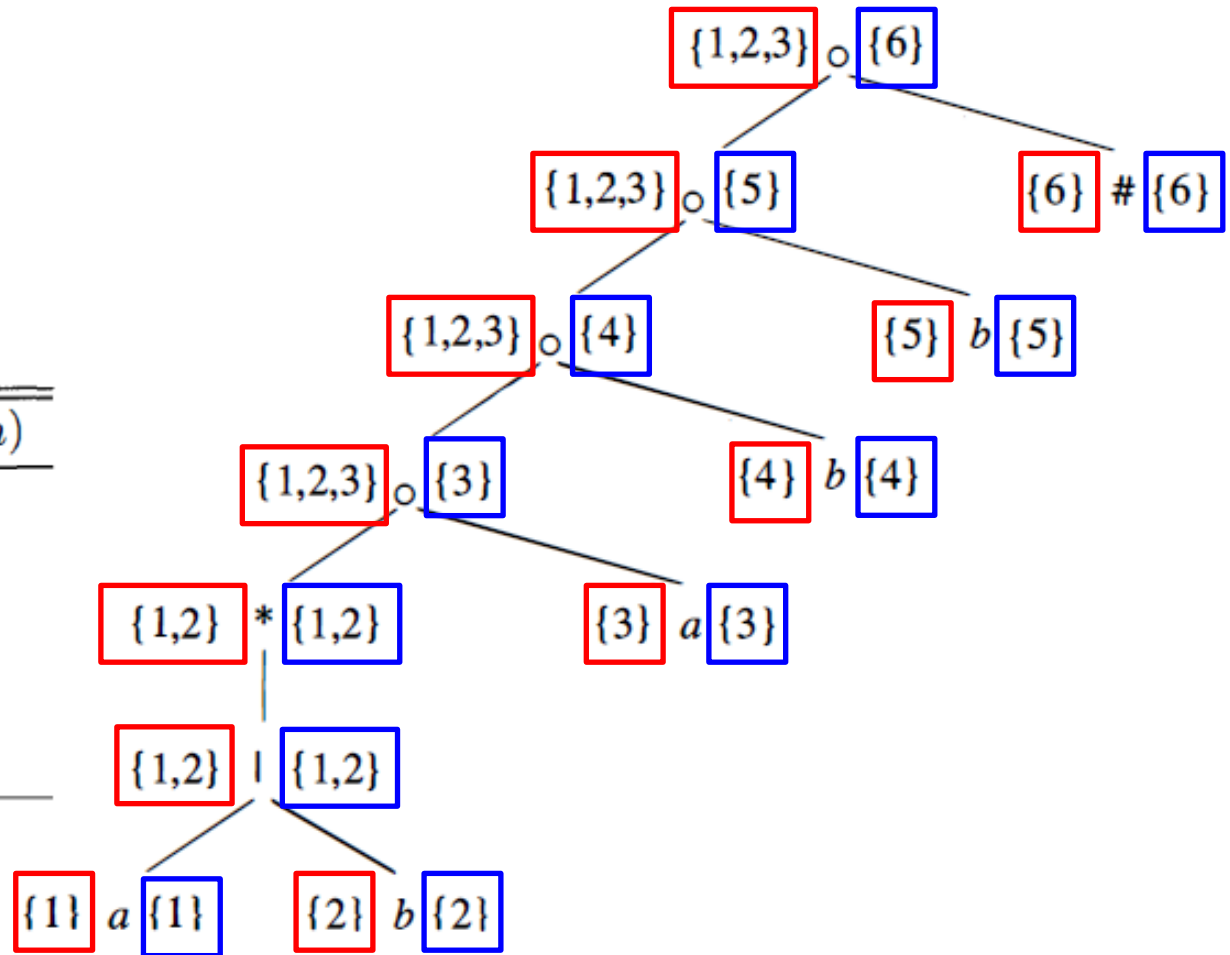 {1,2,3} ○ {6}
{1,2,3} ○ {5}
{6} # {6}
{1,2,3} ○ {4}
{5} b {5}
{1,2,3} ○ {3}
{4} b {4}
{1,2} * {1,2}
{3} a {3}
{1,2} | {1,2}
{1} a {1}
{2} b {2}